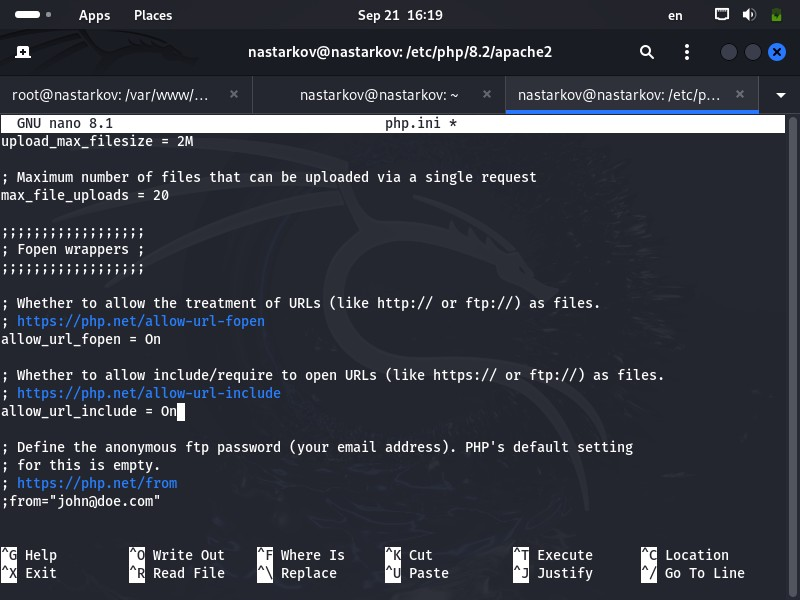 Apps Places Sep 21 16:19 en
nastarkov@nastarkov: /etc/php/8.2/apache2
root@nastarkov: /var/www/... × nastarkov@nastarkov: ~ × nastarkov@nastarkov: /etc/p... ×
GNU nano 8.1 php.ini *
upload_max_filesize = 2M
; Maximum number of files that can be uploaded via a single request
max_file_uploads = 20
;;;;;;;;;;;;;;;;;;
; Fopen wrappers ;
;;;;;;;;;;;;;;;;;;
; Whether to allow the treatment of URLs (like http:// or ftp://) as files.
; https://php.net/allow-url-fopen
allow_url_fopen = On
; Whether to allow include/require to open URLs (like https:// or ftp://) as files.
; https://php.net/allow-url-include
allow_url_include = On
; Define the anonymous ftp password (your email address). PHP's default setting
; for this is empty.
; https://php.net/from
;from="john@doe.com"
^G Help ^O Write Out ^F Where Is ^K Cut ^T Execute ^C Location
^X Exit ^R Read File ^\ Replace ^U Paste ^J Justify ^/ Go To Line